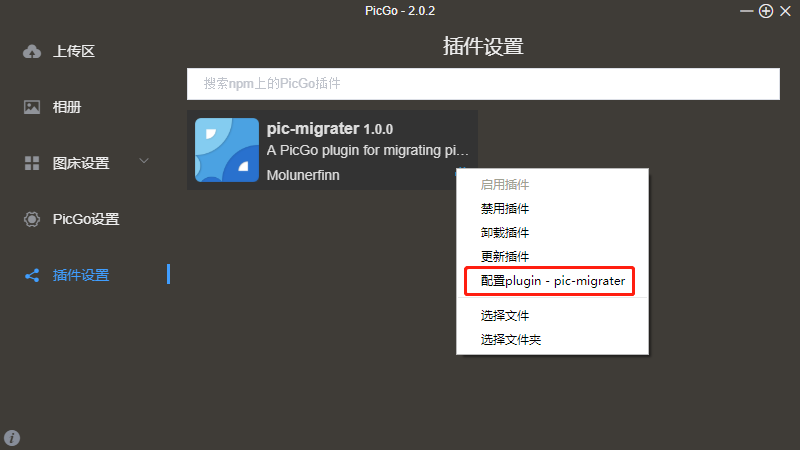 PicGo - 2.0.2
上传区
相册
图床设置
PicGo设置
插件设置
插件设置
搜索npm上的PicGo插件
pic-migrater 1.0.0
A PicGo plugin for migrating pi...
Molunerfinn
启用插件
禁用插件
卸载插件
更新插件
配置plugin - pic-migrater
选择文件
选择文件夹